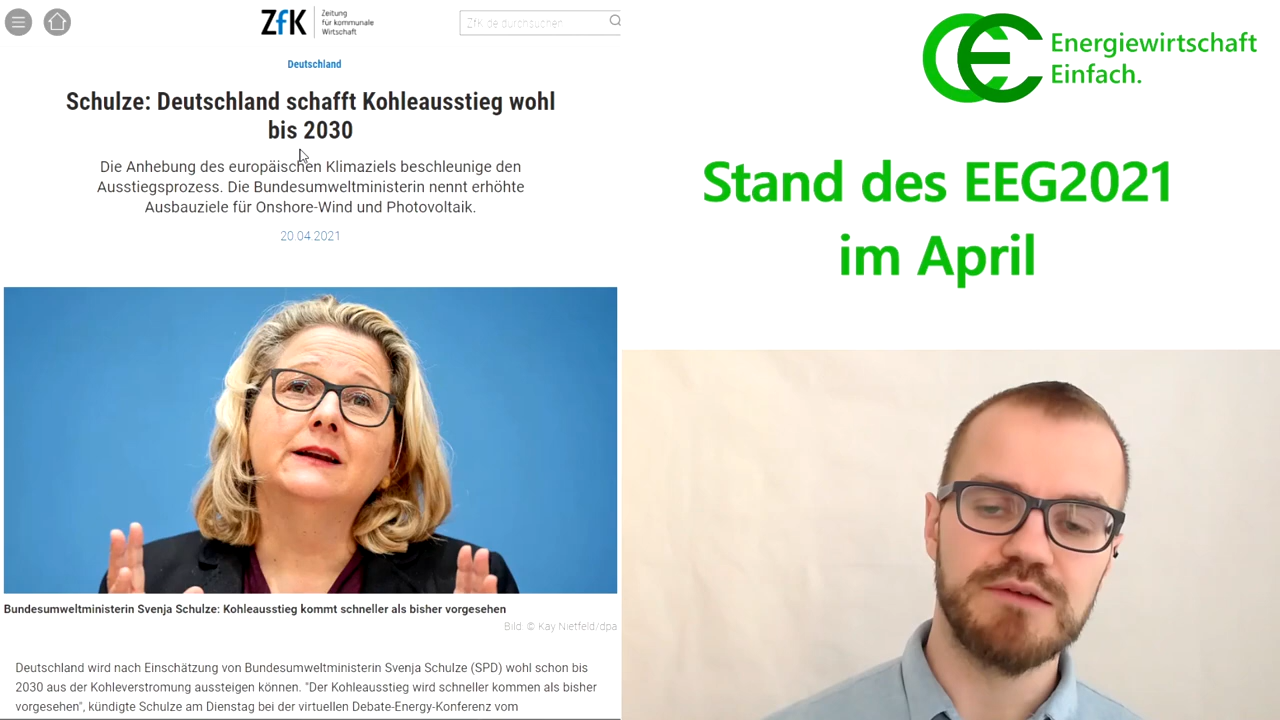 ZfK
Zeitung
für kommunale
Wirtschaft
ZfK.de durchsuchen
Deutschland
Schulze: Deutschland schafft Kohleausstieg wohl
bis 2030
Die Anhebung des europäischen Klimaziels beschleunige den
Ausstiegsprozess. Die Bundesumweltministerin nennt erhöhte
Ausbauziele für Onshore-Wind und Photovoltaik.
20.04.2021
Bundesumweltministerin Svenja Schulze: Kohleausstieg kommt schneller als bisher vorgesehen
Bild: © Kay Nietfeld/dpa
Deutschland wird nach Einschätzung von Bundesumweltministerin Svenja Schulze (SPD) wohl schon bis
2030 aus der Kohleverstromung aussteigen können. "Der Kohleausstieg wird schneller kommen als bisher
vorgesehen", kündigte Schulze am Dienstag bei der virtuellen Debate-Energy-Konferenz vom
Energiewirtschaft
Einfach.
Stand des EEG2021
im April